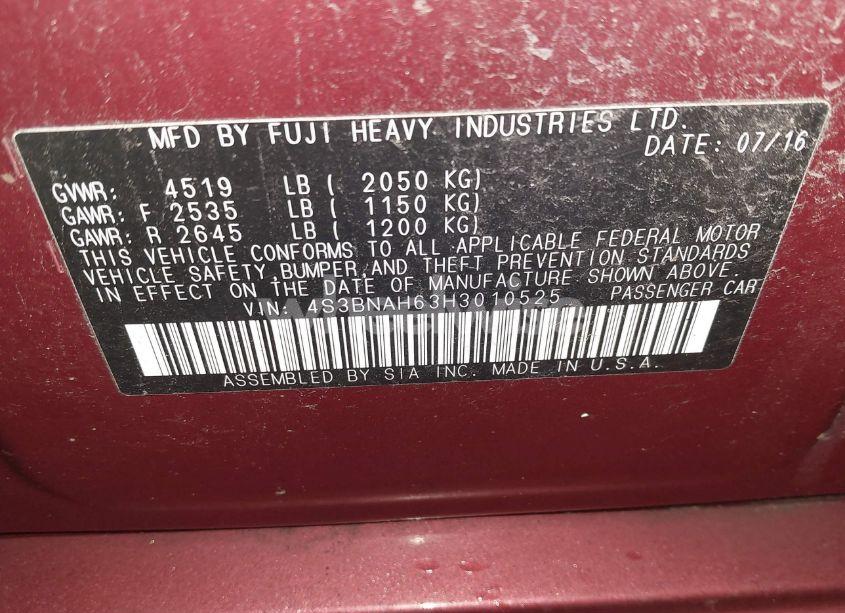 MFD BY FUJI HEAVY INDUSTRIES LTD.
DATE: 07/16
GVWR: 4519 LB ( 2050 KG)
GAWR: F 2535 LB ( 1150 KG)
GAWR: R 2645 LB ( 1200 KG)
THIS VEHICLE CONFORMS TO ALL APPLICABLE FEDERAL MOTOR
VEHICLE SAFETY,BUMPER,AND THEFT PREVENTION STANDARDS
IN EFFECT ON THE DATE OF MANUFACTURE SHOWN ABOVE.
VIN: 4S3BNAH63H3010525 PASSENGER CAR
ASSEMBLED BY SIA INC. MADE IN U.S.A.